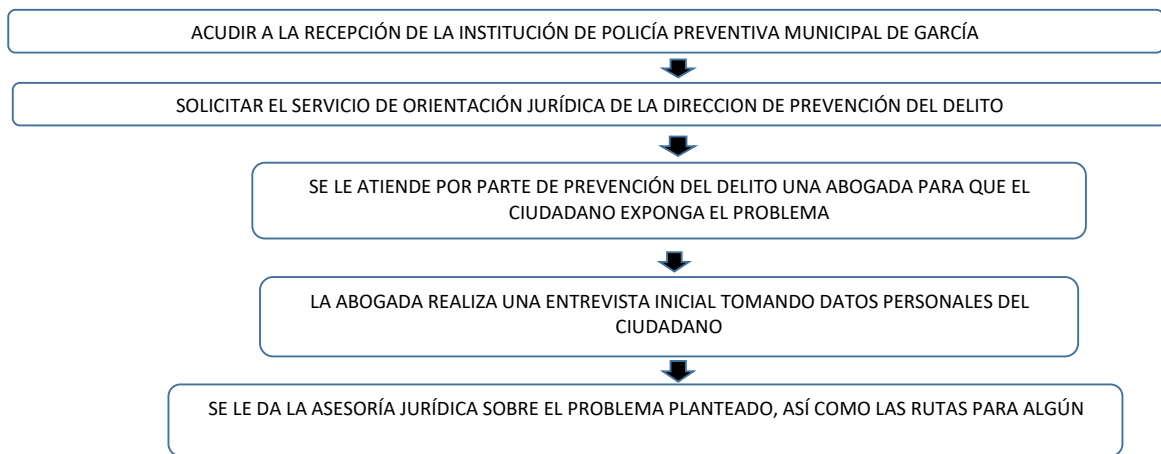 ACUDIR A LA RECEPCIÓN DE LA INSTITUCIÓN DE POLICÍA PREVENTIVA MUNICIPAL DE GARCÍA
SOLICITAR EL SERVICIO DE ORIENTACIÓN JURÍDICA DE LA DIRECCION DE PREVENCIÓN DEL DELITO
SE LE ATIENDE POR PARTE DE PREVENCIÓN DEL DELITO UNA ABOGADA PARA QUE EL
CIUDADANO EXPONGA EL PROBLEMA
LA ABOGADA REALIZA UNA ENTREVISTA INICIAL TOMANDO DATOS PERSONALES DEL
CIUDADANO
SE LE DA LA ASESORÍA JURÍDICA SOBRE EL PROBLEMA PLANTEADO, ASÍ COMO LAS RUTAS PARA ALGÚN